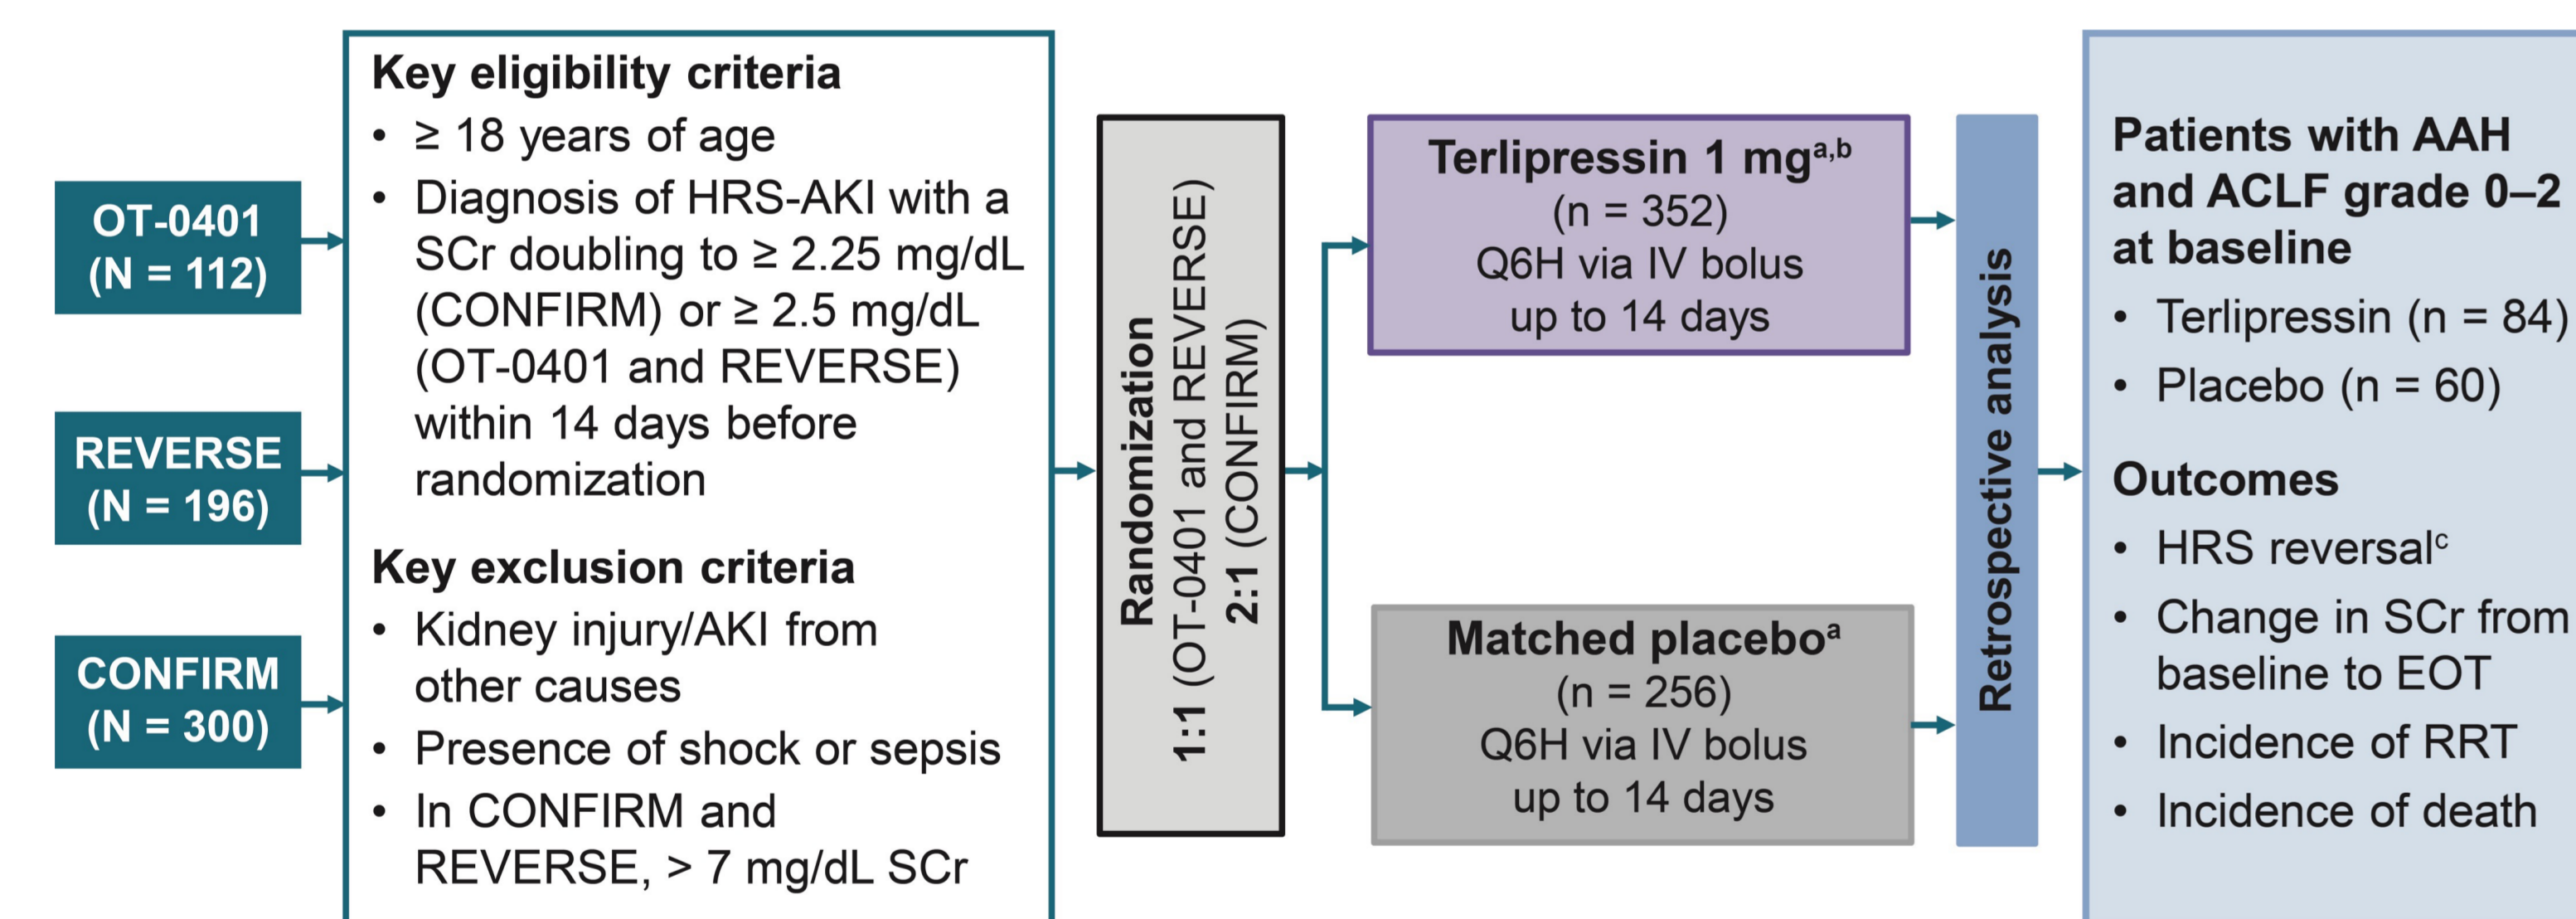 OT-0401
(N = 112)
REVERSE
(N = 196)
CONFIRM
(N = 300)
Key eligibility criteria
• ≥ 18 years of age
• Diagnosis of HRS-AKI with a
SCr doubling to ≥ 2.25 mg/dL
(CONFIRM) or ≥ 2.5 mg/dL
(OT-0401 and REVERSE)
within 14 days before
randomization
Key exclusion criteria
• Kidney injury/AKI from
other causes
• Presence of shock or sepsis
• In CONFIRM and
REVERSE, > 7 mg/dL SCr
Randomization
1:1 (OT-0401 and REVERSE)
2:1 (CONFIRM)
Terlipressin 1 mgᵃ,ᵇ
(n = 352)
Q6H via IV bolus
up to 14 days
Matched placeboᵃ
(n = 256)
Q6H via IV bolus
up to 14 days
Retrospective analysis
Patients with AAH
and ACLF grade 0–2
at baseline
• Terlipressin (n = 84)
• Placebo (n = 60)
Outcomes
• HRS reversalᶜ
• Change in SCr from
baseline to EOT
• Incidence of RRT
• Incidence of death